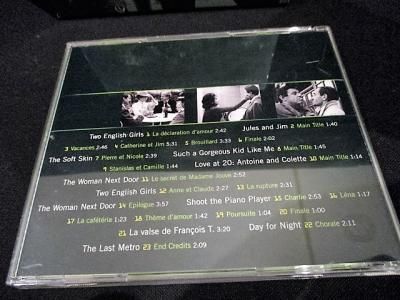 Two English Girls 1 La déclaration d'amour 2:42 Jules and Jim 2 Main Title 1:40
3 Vacances 2:46 4 Catherine et Jim 5:31 5 Brouillard 3:33 6 Finale 2:02
The Soft Skin 7 Pierre et Nicole 2:39 Such a Gorgeous Kid Like Me 8 Main Title 1:45
9 Stanislas et Camille 1:44 Love at 20: Antoine and Colette 10 Main Title 1:14
The Woman Next Door 11 Le secret de Madame Jouve 2:52
Two English Girls 12 Anne et Claude 2:27 13 La rupture 2:31
The Woman Next Door 14 Epilogue 3:57 Shoot the Piano Player 15 Charlie 2:53 16 Léna 1:17
17 La cafétéria 1:23 18 Thème d'amour 1:42 19 Poursuite 1:04 20 Finale 1:00
21 La valse de François T. 3:20 Day for Night 22 Chorale 2:11
The Last Metro 23 End Credits 2:09